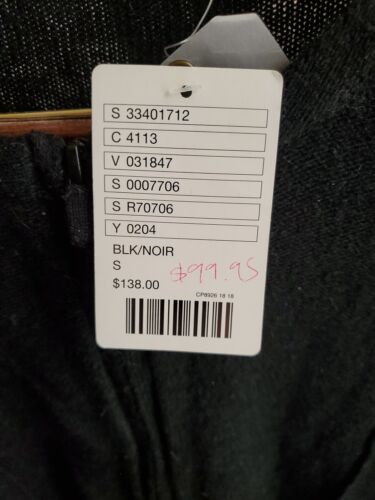 S 33401712
C 4113
V 031847
S 0007706
S R70706
Y 0204
BLK/NOIR
S
$99.95
$138.00
CP8926 18 18